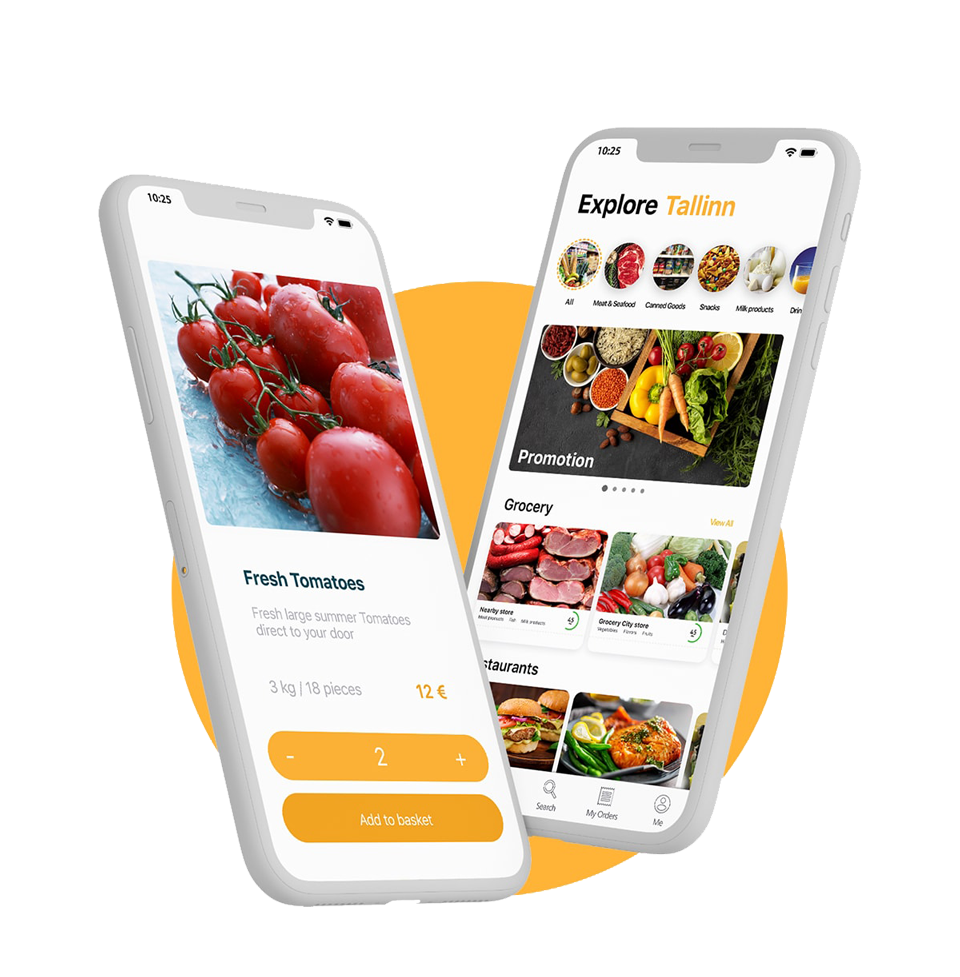 10:25
Fresh Tomatoes
Fresh large summer Tomatoes
direct to your door
3 kg / 18 pieces 12 €
- 2 +
Add to basket
10:25
Explore Tallinn
All Meat & Seafood Canned Goods Snacks Milk products Drin
Promotion
Grocery View All
Nearby store
Fish Milk products 4.5
Grocery City store
Vegetables Flowers Fruits 4.5
staurants
Search My Orders Me